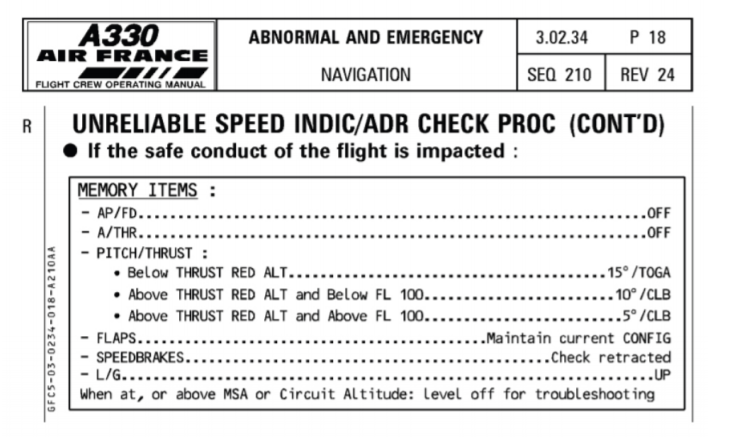 A330
AIR FRANCE
FLIGHT CREW OPERATING MANUAL
ABNORMAL AND EMERGENCY
3.02.34
P 18
NAVIGATION
SEQ 210
REV 24
R
UNRELIABLE SPEED INDIC/ADR CHECK PROC (CONT'D)
● If the safe conduct of the flight is impacted :
MEMORY ITEMS :
– AP/FD..........................................................OFF
– A/THR..........................................................OFF
– PITCH/THRUST :
• Below THRUST RED ALT.......................................15°/TOGA
• Above THRUST RED ALT and Below FL 100......................10°/CLB
• Above THRUST RED ALT and Above FL 100.......................5°/CLB
– FLAPS.......................................Maintain current CONFIG
– SPEEDBRAKES.........................................Check retracted
– L/G.............................................................UP
When at, or above MSA or Circuit Altitude: level off for troubleshooting
GFC5-03-0234-018-A210AA